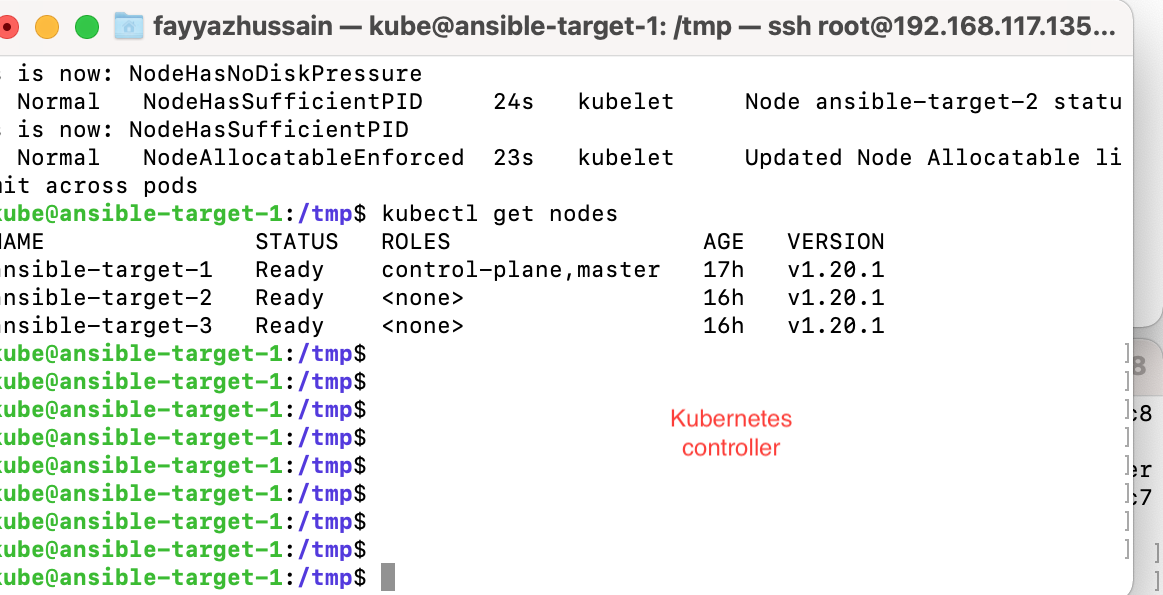 fayyazhussain — kube@ansible-target-1: /tmp — ssh root@192.168.117.135...
s is now: NodeHasNoDiskPressure
Normal NodeHasSufficientPID 24s kubelet Node ansible-target-2 statu
s is now: NodeHasSufficientPID
Normal NodeAllocatableEnforced 23s kubelet Updated Node Allocatable li
mit across pods
kube@ansible-target-1:/tmp$ kubectl get nodes
NAME STATUS ROLES AGE VERSION
ansible-target-1 Ready control-plane,master 17h v1.20.1
ansible-target-2 Ready <none> 16h v1.20.1
ansible-target-3 Ready <none> 16h v1.20.1
kube@ansible-target-1:/tmp$
kube@ansible-target-1:/tmp$
kube@ansible-target-1:/tmp$
kube@ansible-target-1:/tmp$
kube@ansible-target-1:/tmp$
kube@ansible-target-1:/tmp$
kube@ansible-target-1:/tmp$
kube@ansible-target-1:/tmp$
kube@ansible-target-1:/tmp$
Kubernetes
controller